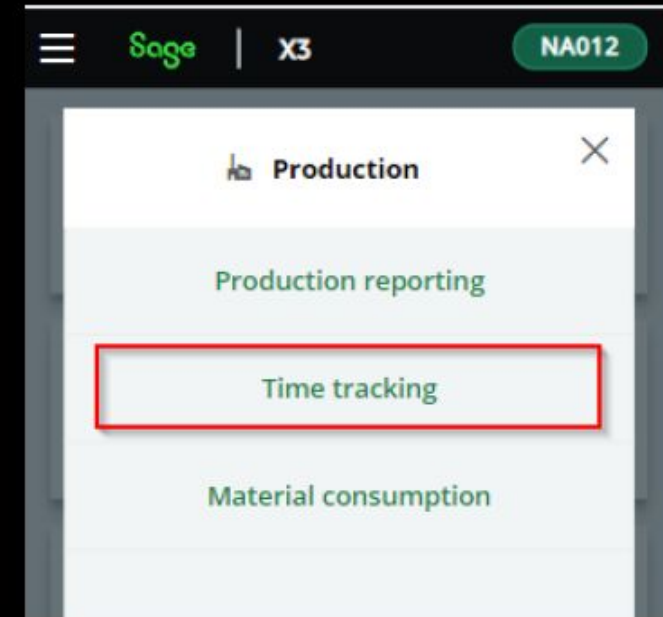 Sage | X3 NA012
Production
Production reporting
Time tracking
Material consumption